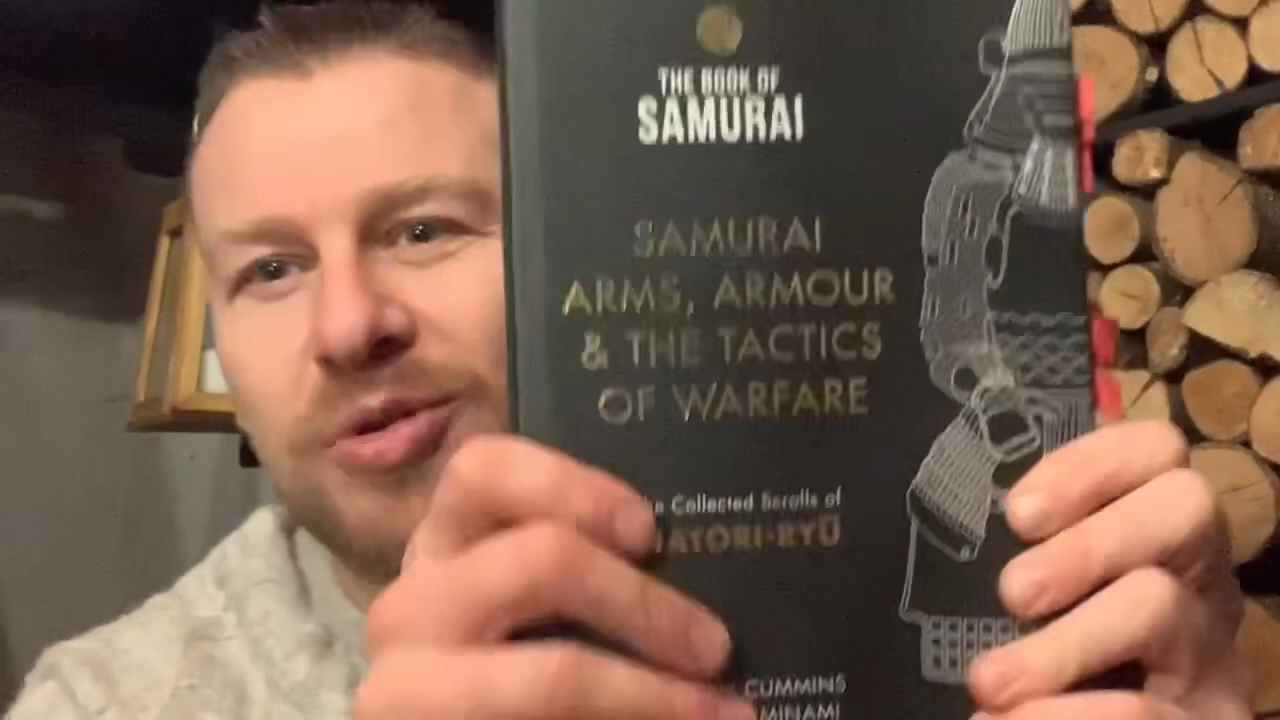 THE BOOK OF
SAMURAI
SAMURAI
ARMS, ARMOUR
& THE TACTICS
OF WARFARE
Collected Scrolls of
CUMMINS